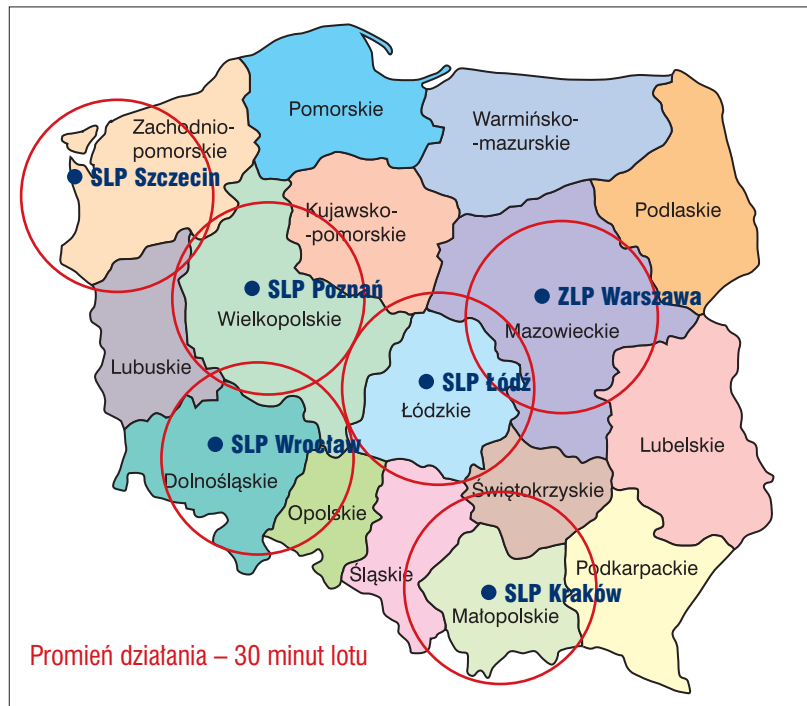 Pomorskie
Warmińsko-
-mazurskie
Zachodnio-
pomorskie
SLP Szczecin
Kujawsko-
-pomorskie
Podlaskie
SLP Poznań
Wielkopolskie
ZLP Warszawa
Mazowieckie
Lubuskie
SLP Łódź
Łódzkie
SLP Wrocław
Dolnośląskie
Lubelskie
Opolskie
Świętokrzyskie
Śląskie
Podkarpackie
SLP Kraków
Małopolskie
Promień działania – 30 minut lotu